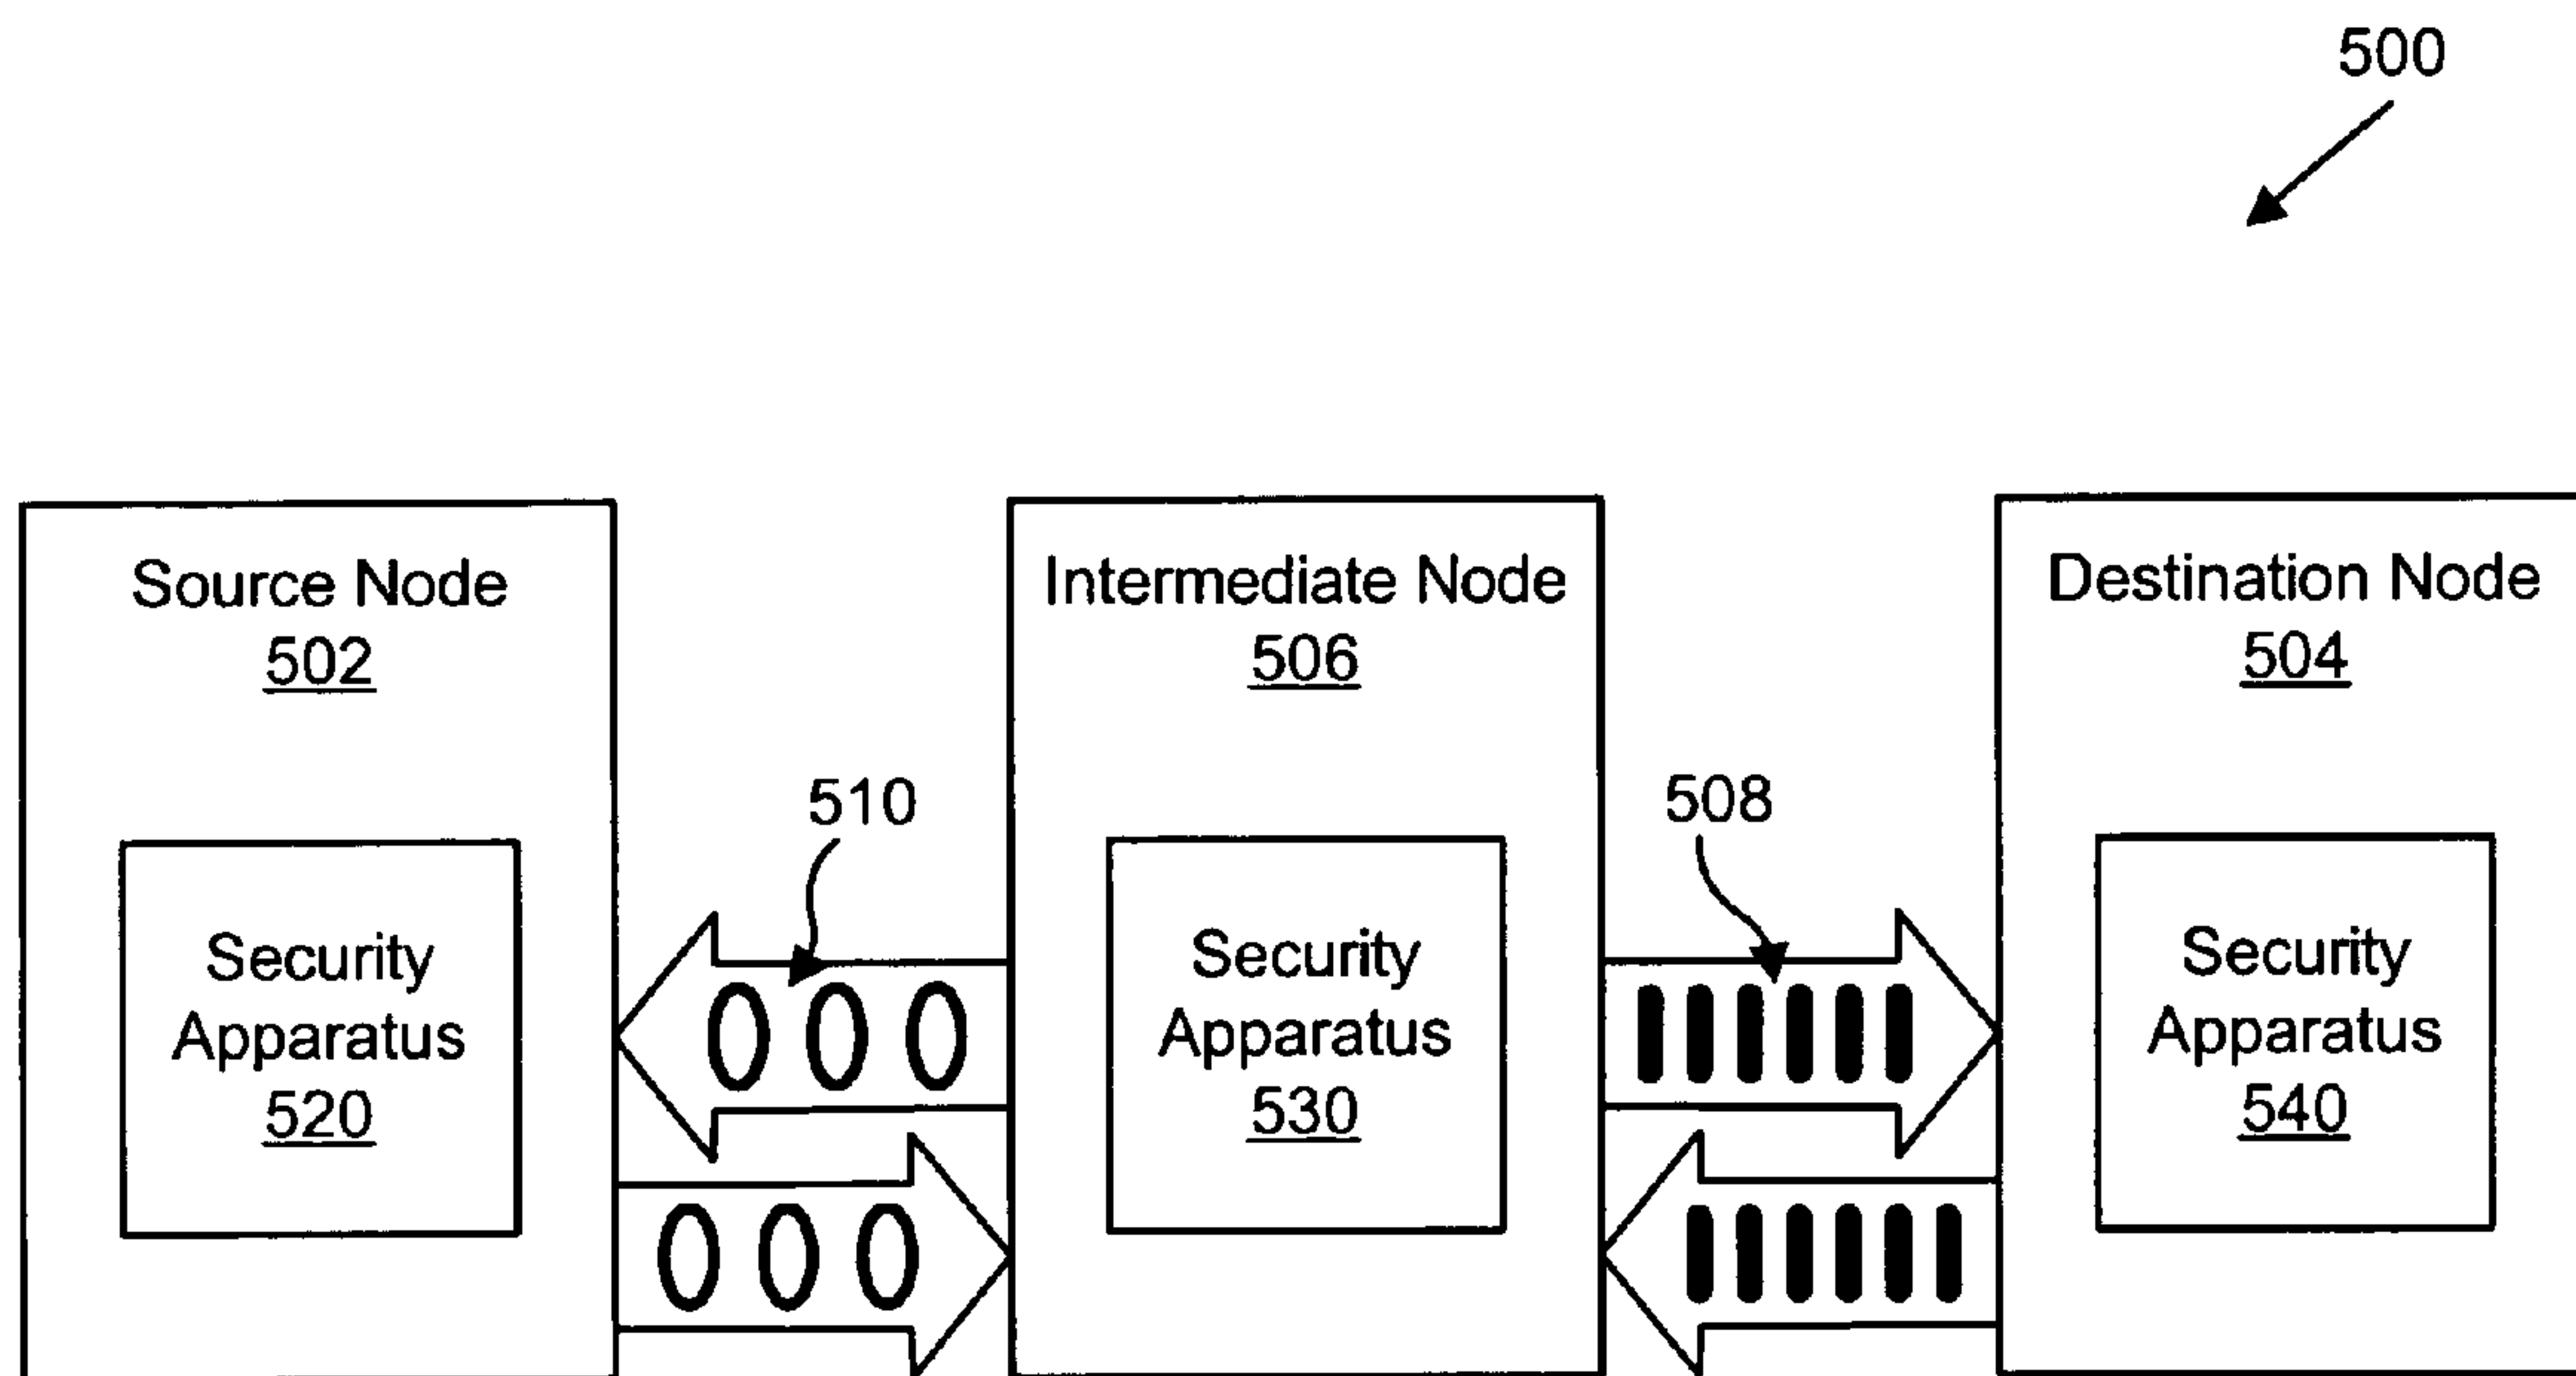 500
Source Node
502
Intermediate Node
506
Destination Node
504
510
508
Security
Apparatus
520
Security
Apparatus
530
Security
Apparatus
540